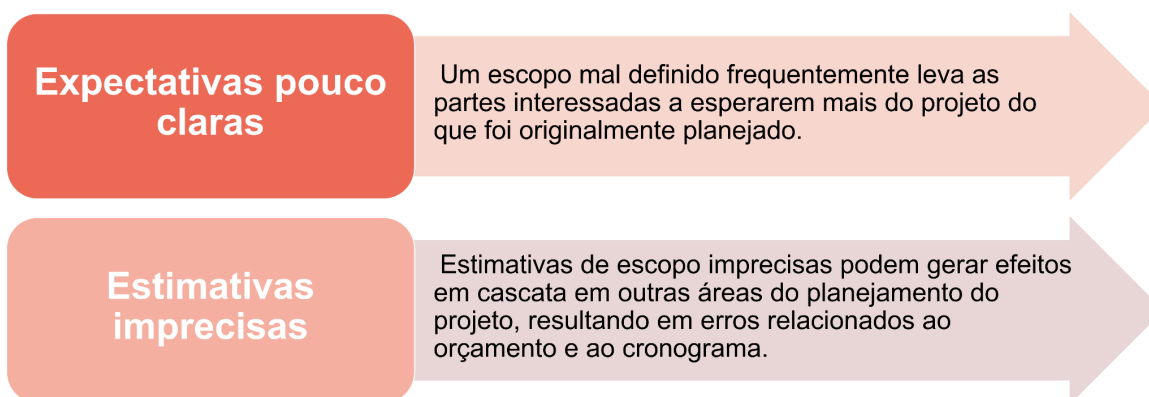 Expectativas pouco
claras
Um escopo mal definido frequentemente leva as
partes interessadas a esperarem mais do projeto do
que foi originalmente planejado.
Estimativas
imprecisas
Estimativas de escopo imprecisas podem gerar efeitos
em cascata em outras áreas do planejamento do
projeto, resultando em erros relacionados ao
orçamento e ao cronograma.